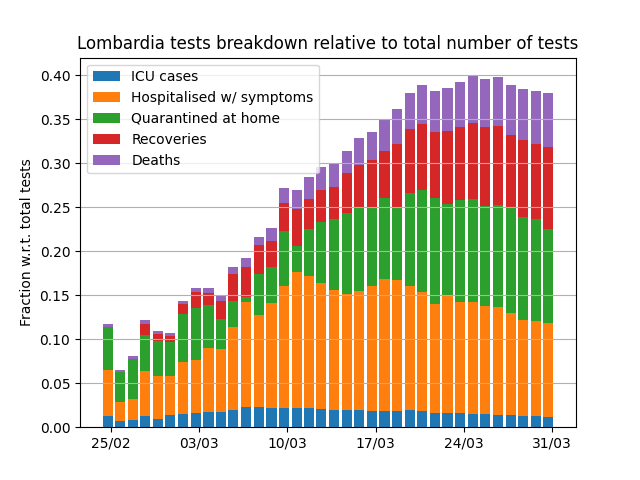 Lombardia tests breakdown relative to total number of tests
Fraction w.r.t. total tests
0.40
0.35
0.30
0.25
0.20
0.15
0.10
0.05
0.00
ICU cases
Hospitalised w/ symptoms
Quarantined at home
Recoveries
Deaths
25/02 03/03 10/03 17/03 24/03 31/03